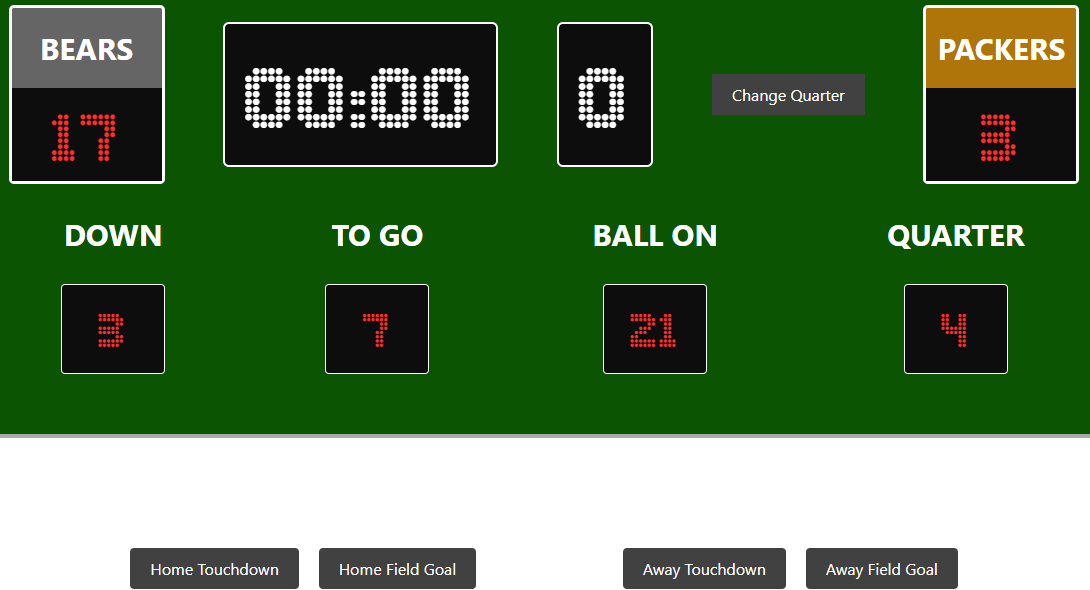 BEARS
17
00:00
0
Change Quarter
PACKERS
3
DOWN
TO GO
BALL ON
QUARTER
3
7
21
4
Home Touchdown
Home Field Goal
Away Touchdown
Away Field Goal